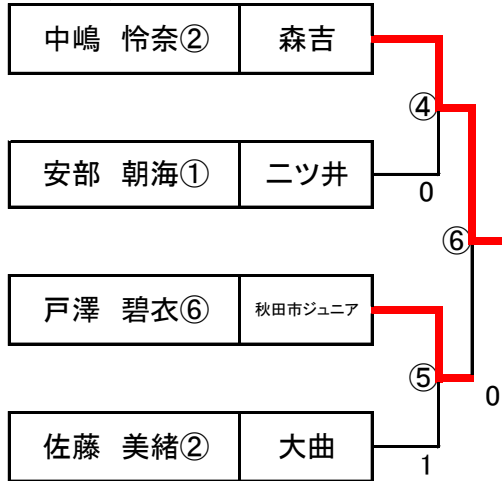 中嶋 怜奈② 森吉
④
安部 朝海① 二ツ井
0
⑥
戸澤 碧衣⑥ 秋田市ジュニア
⑤
0
佐藤 美緒② 大曲
1